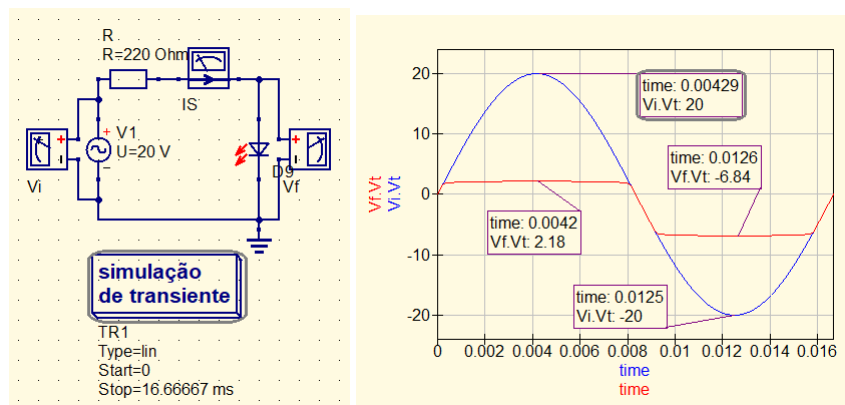 R
R=220 Ohm
IS
+
V1
U=20 V
−
+
-
Vi
+
-
D9
Vf
simulação
de transiente
TR1
Type=lin
Start=0
Stop=16.66667 ms
Vf.Vt
Vi.Vt
20
10
0
-10
-20
time: 0.00429
Vi.Vt: 20
time: 0.0126
Vf.Vt: -6.84
time: 0.0042
Vf.Vt: 2.18
time: 0.0125
Vi.Vt: -20
0 0.002 0.004 0.006 0.008 0.01 0.012 0.014 0.016
time
time